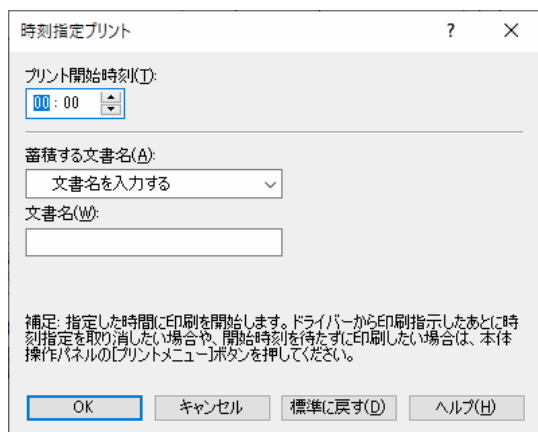 時刻指定プリント
プリント開始時刻(T):
00 : 00
蓄積する文書名(A):
文書名を入力する
文書名(W):
補足: 指定した時間に印刷を開始します。ドライバーから印刷指示したあとに時
刻指定を取り消したい場合や、開始時刻を待たずに印刷したい場合は、本体
操作パネルの[プリントメニュー]ボタンを押してください。
OK キャンセル 標準に戻す(D) ヘルプ(H)